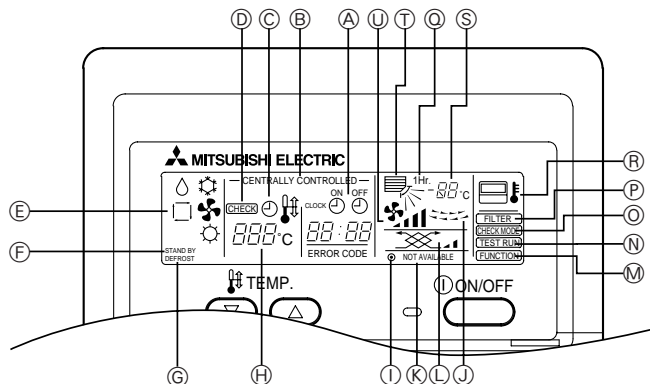 Ⓓ Ⓒ Ⓑ Ⓐ Ⓤ Ⓣ Ⓠ Ⓢ
MITSUBISHI ELECTRIC
CENTRALLY CONTROLLED
1Hr.
ON OFF
CHECK
CLOCK
88°C
Ⓡ
Ⓔ
FILTER
Ⓟ
CHECK MODE
Ⓞ
888°C
88:88
TEST RUN
Ⓝ
Ⓕ
STAND BY
DEFROST
ERROR CODE
NOT AVAILABLE
FUNCTION
Ⓜ
TEMP.
ON/OFF
Ⓖ Ⓗ Ⓘ Ⓚ Ⓛ Ⓙ